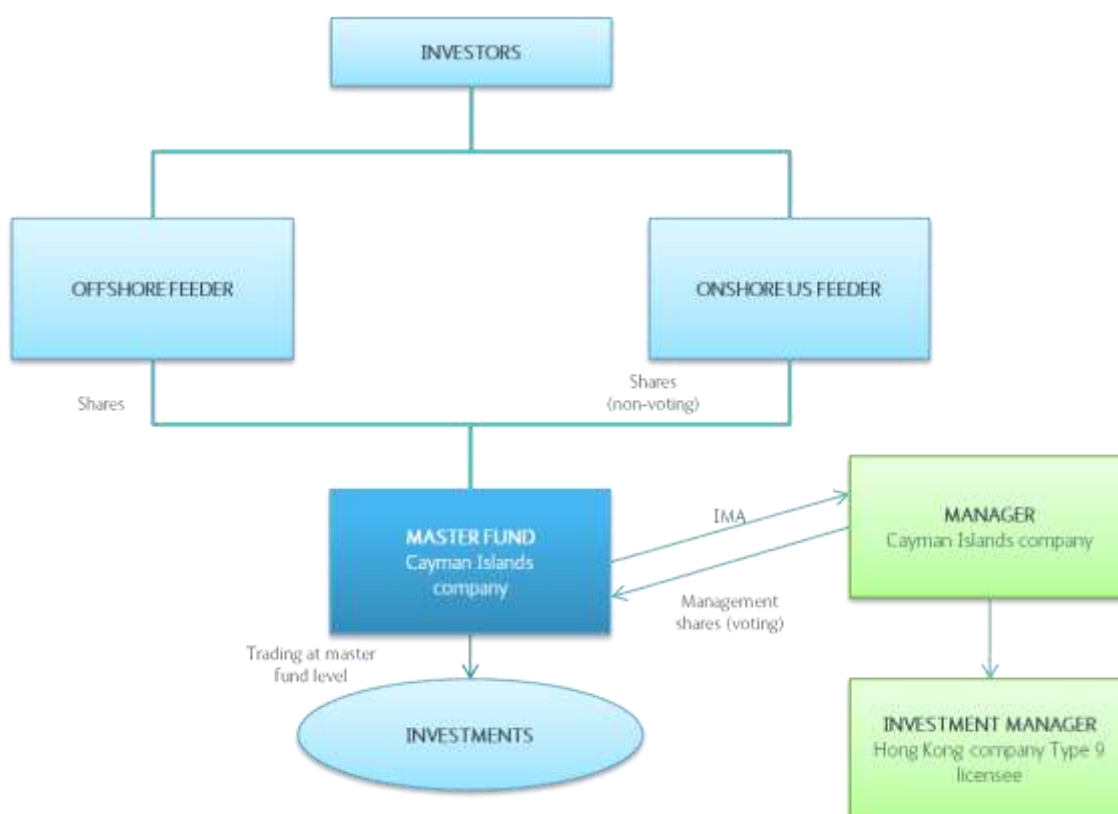 INVESTORS
OFFSHORE FEEDER
ONSHORE US FEEDER
Shares
Shares
(non-voting)
MASTER FUND
Cayman Islands
company
IMA
MANAGER
Cayman Islands company
Management
shares (voting)
Trading at master
fund level
INVESTMENTS
INVESTMENT MANAGER
Hong Kong company Type 9
licensee